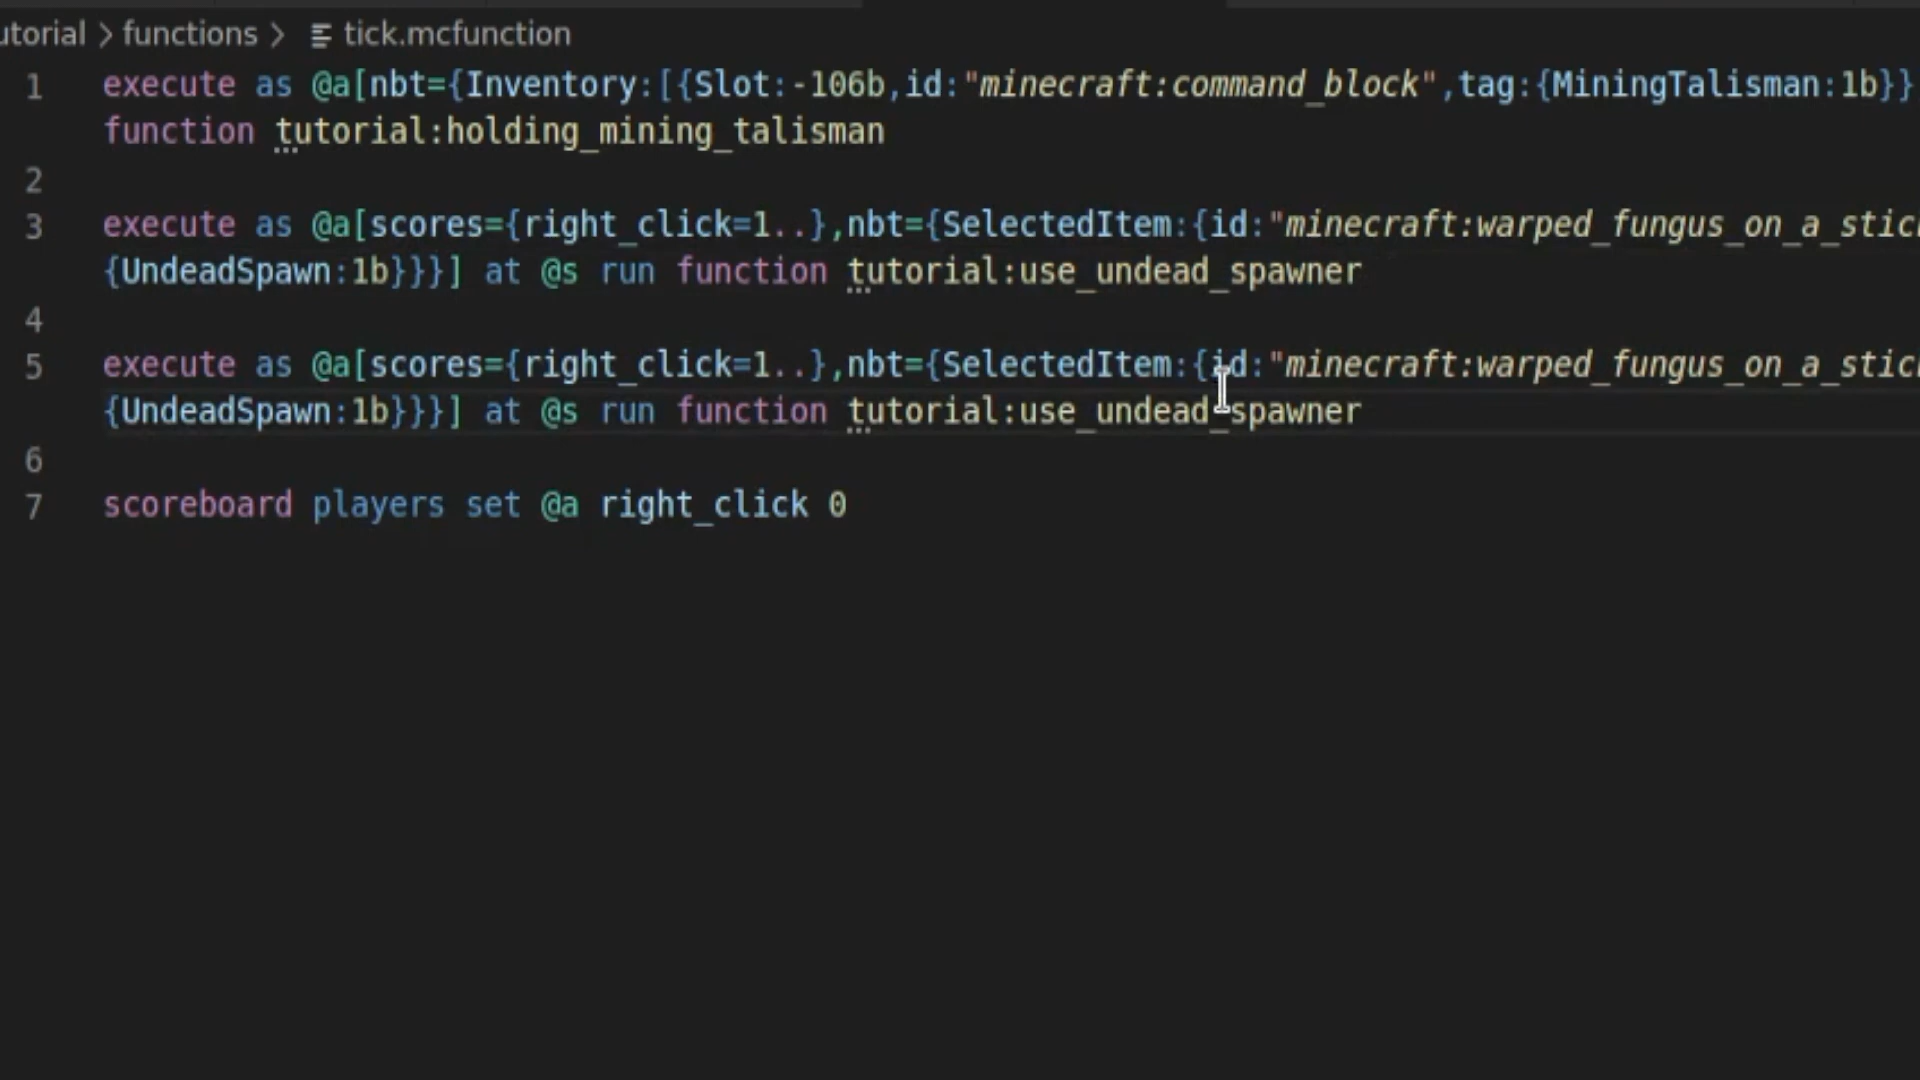 utorial > functions > tick.mcfunction
1 execute as @a[nbt={Inventory:[{Slot:-106b,id:"minecraft:command_block",tag:{MiningTalisman:1b}}
function tutorial:holding_mining_talisman
2
3 execute as @a[scores={right_click=1..},nbt={SelectedItem:{id:"minecraft:warped_fungus_on_a_stic
{UndeadSpawn:1b}}}] at @s run function tutorial:use_undead_spawner
4
5 execute as @a[scores={right_click=1..},nbt={SelectedItem:{id:"minecraft:warped_fungus_on_a_stic
{UndeadSpawn:1b}}}] at @s run function tutorial:use_undead_spawner
6
7 scoreboard players set @a right_click 0